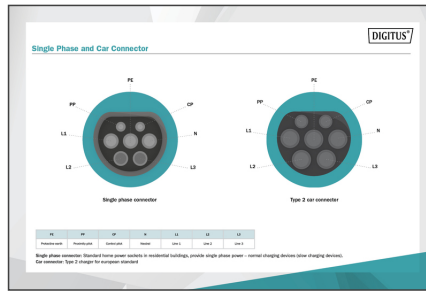 DIGITUS®
Single Phase and Car Connector
PE
PP
CP
L1
N
L2
L3
Single phase connector
PE
PP
CP
L1
N
L2
L3
Type 2 car connector
PE PP CP N L1 L2 L3
Protective earth Proximity pilot Control pilot Neutral Line 1 Line 2 Line 3
Single phase connector: Standard home power sockets in residential buildings, provide single phase power – normal charging devices (slow charging devices).
Car connector: Type 2 charger for european standard